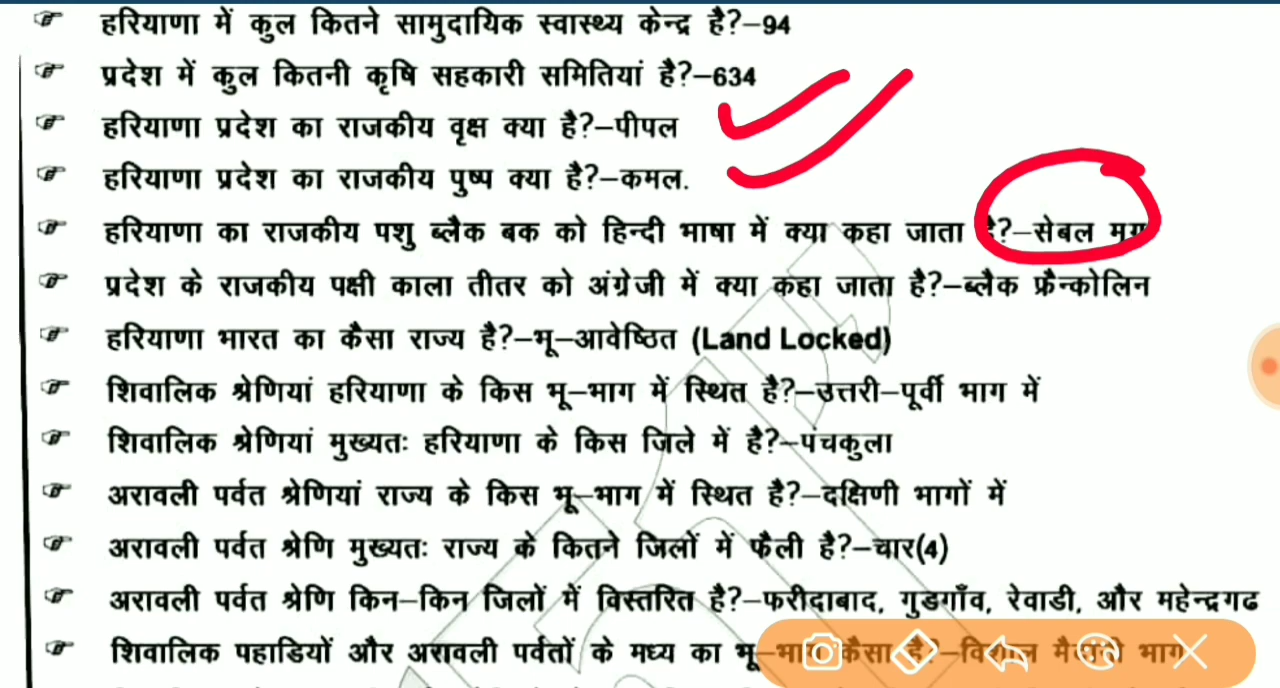 हरियाणा में कुल कितने सामुदायिक स्वास्थ्य केन्द्र है?–94
प्रदेश में कुल कितनी कृषि सहकारी समितियां है?–634
हरियाणा प्रदेश का राजकीय वृक्ष क्या है?–पीपल
हरियाणा प्रदेश का राजकीय पुष्प क्या है?–कमल.
हरियाणा का राजकीय पशु ब्लैक बक को हिन्दी भाषा में क्या कहा जाता है?–सेबल मृग
प्रदेश के राजकीय पक्षी काला तीतर को अंग्रेजी में क्या कहा जाता है?–ब्लैक फ्रैन्कोलिन
हरियाणा भारत का कैसा राज्य है?–भू–आवेष्ठित (Land Locked)
शिवालिक श्रेणियां हरियाणा के किस भू–भाग में स्थित है?–उत्तरी–पूर्वी भाग में
शिवालिक श्रेणियां मुख्यतः हरियाणा के किस जिले में है?–पंचकुला
अरावली पर्वत श्रेणियां राज्य के किस भू–भाग में स्थित है?–दक्षिणी भागों में
अरावली पर्वत श्रेणि मुख्यतः राज्य के कितने जिलों में फैली है?–चार(4)
अरावली पर्वत श्रेणि किन–किन जिलों में विस्तरित है?–फरीदाबाद, गुडगाँव, रेवाडी, और महेन्द्रगढ
शिवालिक पहाडियों और अरावली पर्वतों के मध्य का भू–भाग कैसा है?–विशाल मैदानी भाग